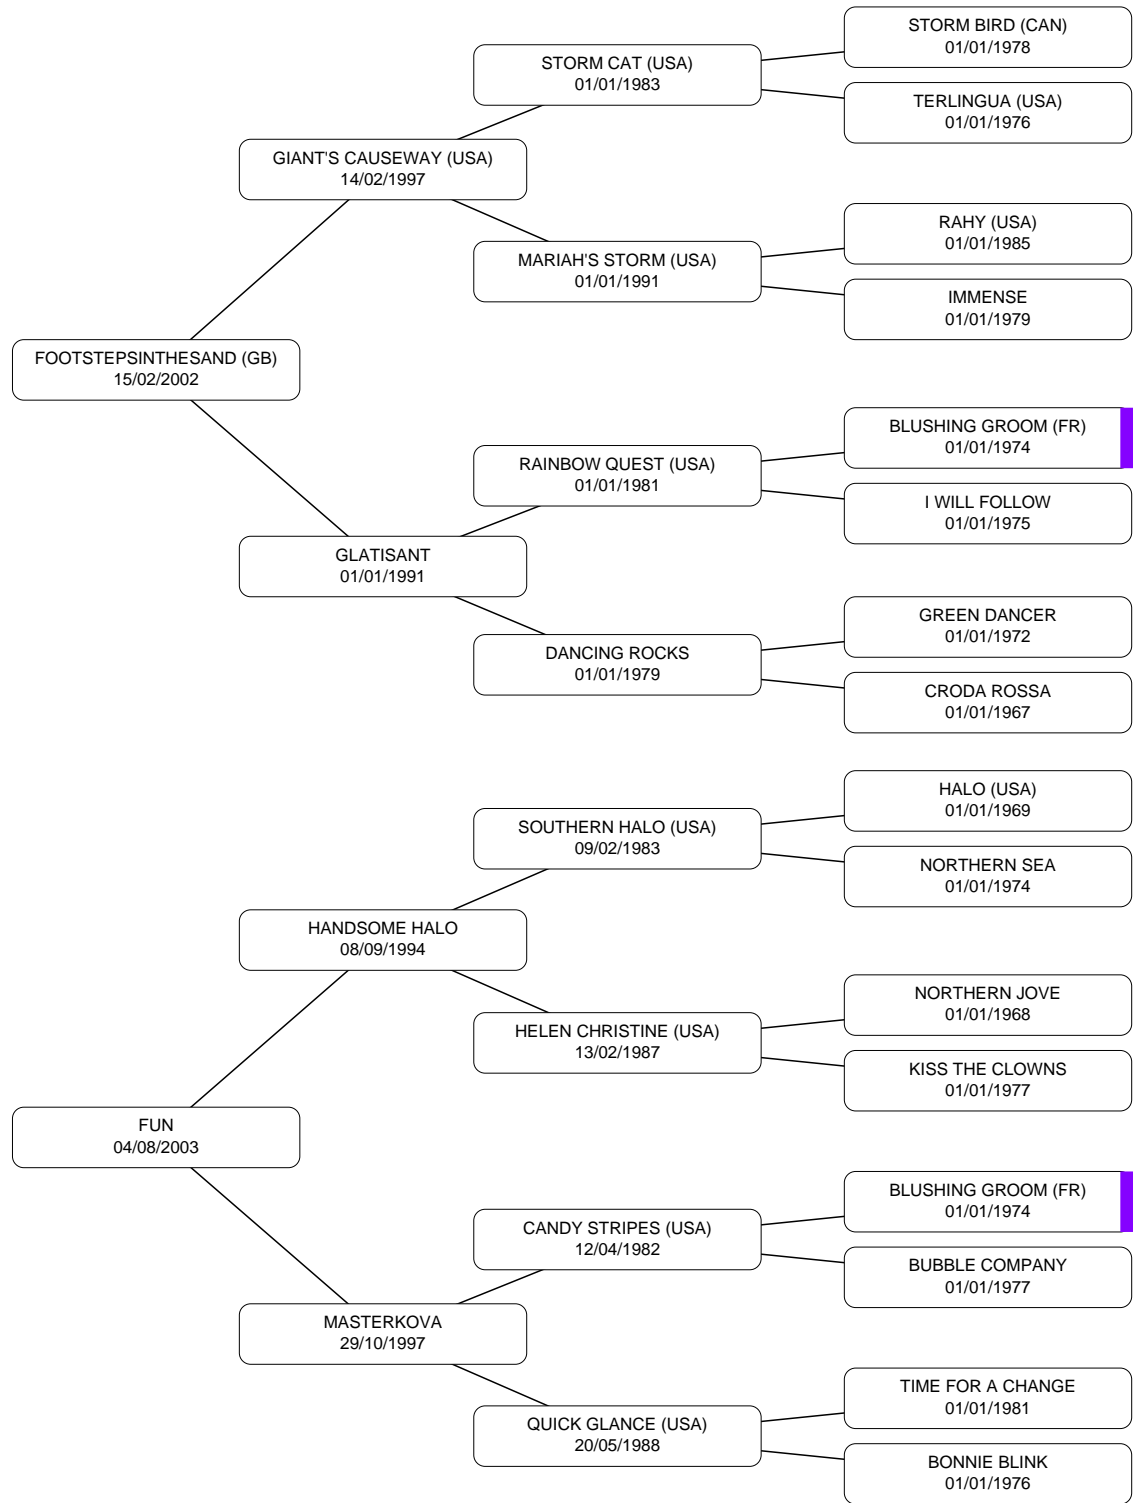 STORM BIRD (CAN)
01/01/1978
STORM CAT (USA)
01/01/1983
TERLINGUA (USA)
01/01/1976
GIANT'S CAUSEWAY (USA)
14/02/1997
RAHY (USA)
01/01/1985
MARIAH'S STORM (USA)
01/01/1991
IMMENSE
01/01/1979
FOOTSTEPSINTHESAND (GB)
15/02/2002
BLUSHING GROOM (FR)
01/01/1974
RAINBOW QUEST (USA)
01/01/1981
I WILL FOLLOW
01/01/1975
GLATISANT
01/01/1991
GREEN DANCER
01/01/1972
DANCING ROCKS
01/01/1979
CRODA ROSSA
01/01/1967
HALO (USA)
01/01/1969
SOUTHERN HALO (USA)
09/02/1983
NORTHERN SEA
01/01/1974
HANDSOME HALO
08/09/1994
NORTHERN JOVE
01/01/1968
HELEN CHRISTINE (USA)
13/02/1987
KISS THE CLOWNS
01/01/1977
FUN
04/08/2003
BLUSHING GROOM (FR)
01/01/1974
CANDY STRIPES (USA)
12/04/1982
BUBBLE COMPANY
01/01/1977
MASTERKOVA
29/10/1997
TIME FOR A CHANGE
01/01/1981
QUICK GLANCE (USA)
20/05/1988
BONNIE BLINK
01/01/1976